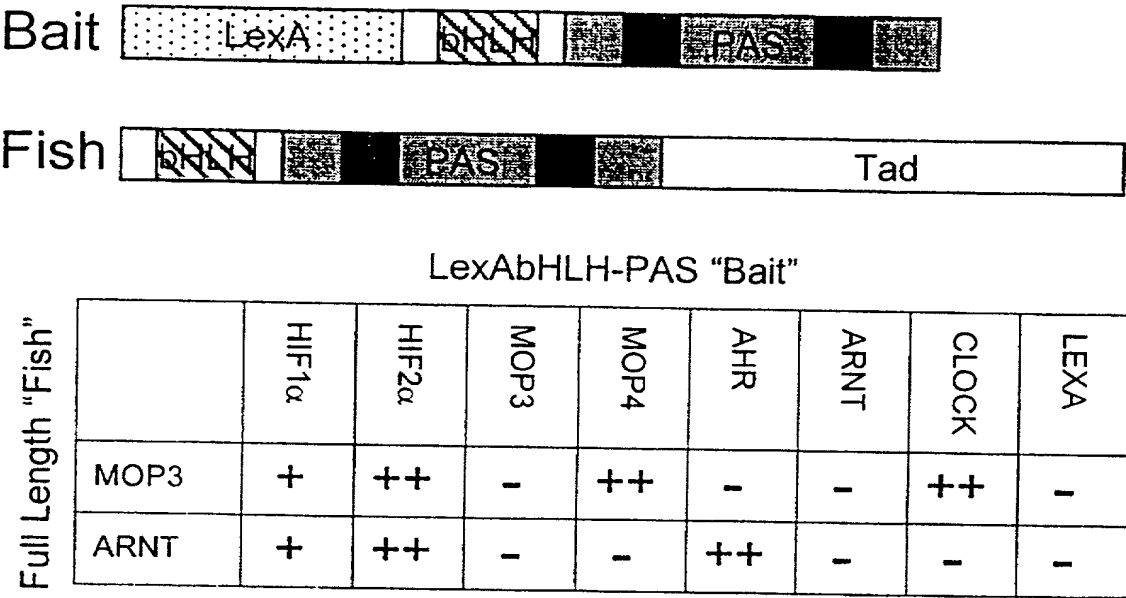 Bait LexA bHLH PAS
Fish bHLH PAS Tad
LexAbHLH-PAS “Bait”
Full Length “Fish”
HIF1α HIF2α MOP3 MOP4 AHR ARNT CLOCK LEXA
MOP3 + ++ - ++ - - ++ -
ARNT + ++ - - ++ - - -